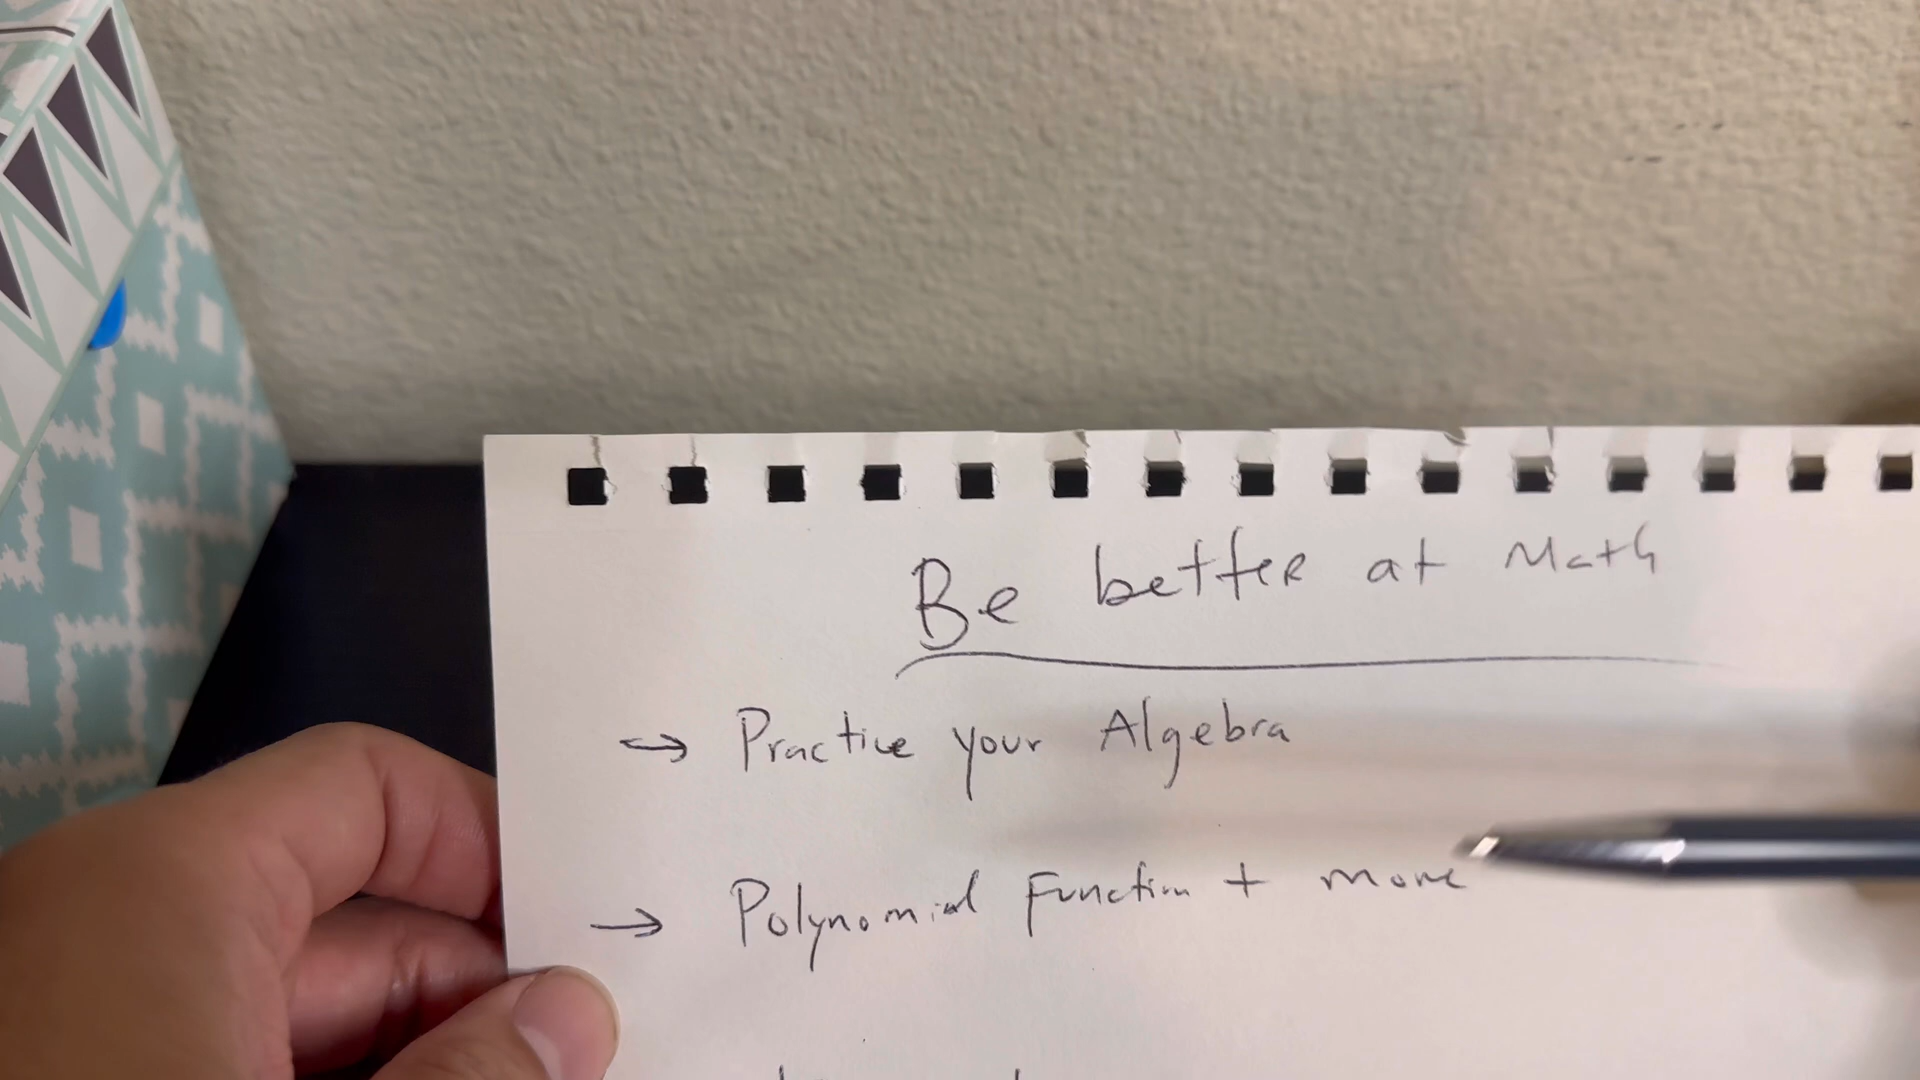 Be better at Math
→ Practice your Algebra
→ Polynomial Function + more